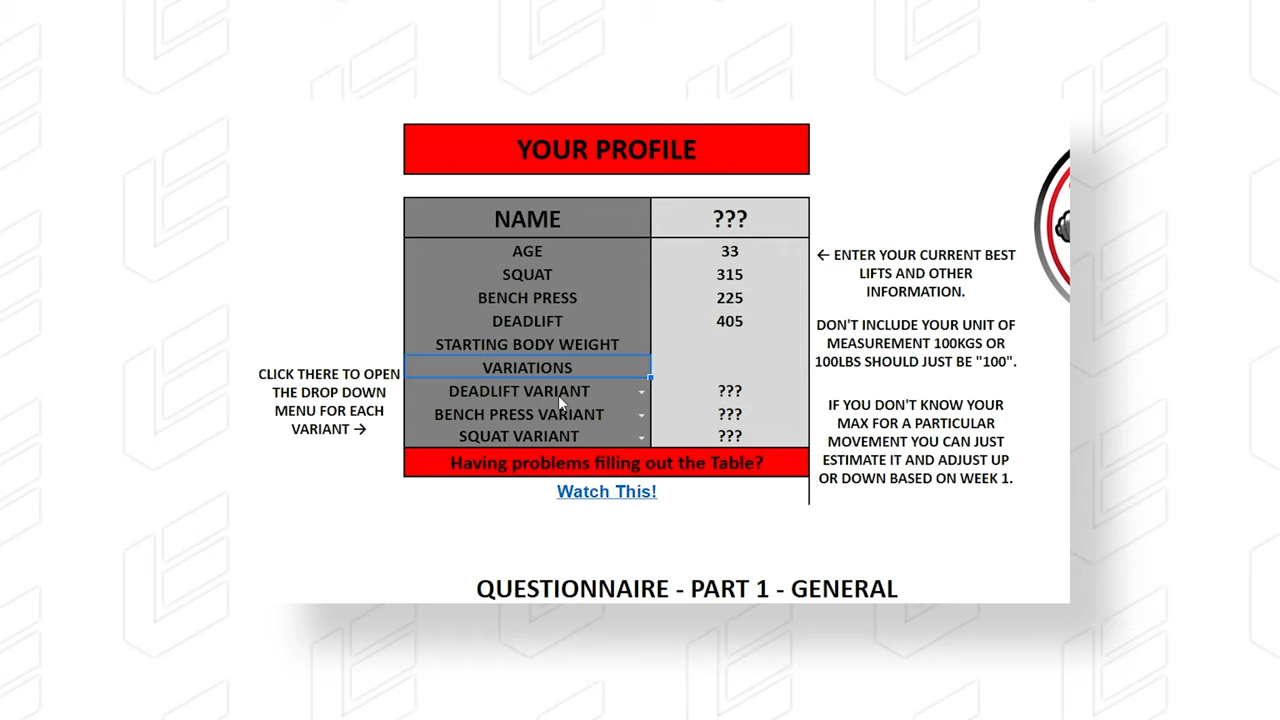 YOUR PROFILE
NAME ???
AGE 33
SQUAT 315
BENCH PRESS 225
DEADLIFT 405
STARTING BODY WEIGHT
VARIATIONS
DEADLIFT VARIANT ???
BENCH PRESS VARIANT ???
SQUAT VARIANT ???
Having problems filling out the Table?
Watch This!
CLICK THERE TO OPEN
THE DROP DOWN
MENU FOR EACH
VARIANT →
← ENTER YOUR CURRENT BEST
LIFTS AND OTHER
INFORMATION.
DON'T INCLUDE YOUR UNIT OF
MEASUREMENT 100KGS OR
100LBS SHOULD JUST BE "100".
IF YOU DON'T KNOW YOUR
MAX FOR A PARTICULAR
MOVEMENT YOU CAN JUST
ESTIMATE IT AND ADJUST UP
OR DOWN BASED ON WEEK 1.
QUESTIONNAIRE - PART 1 - GENERAL